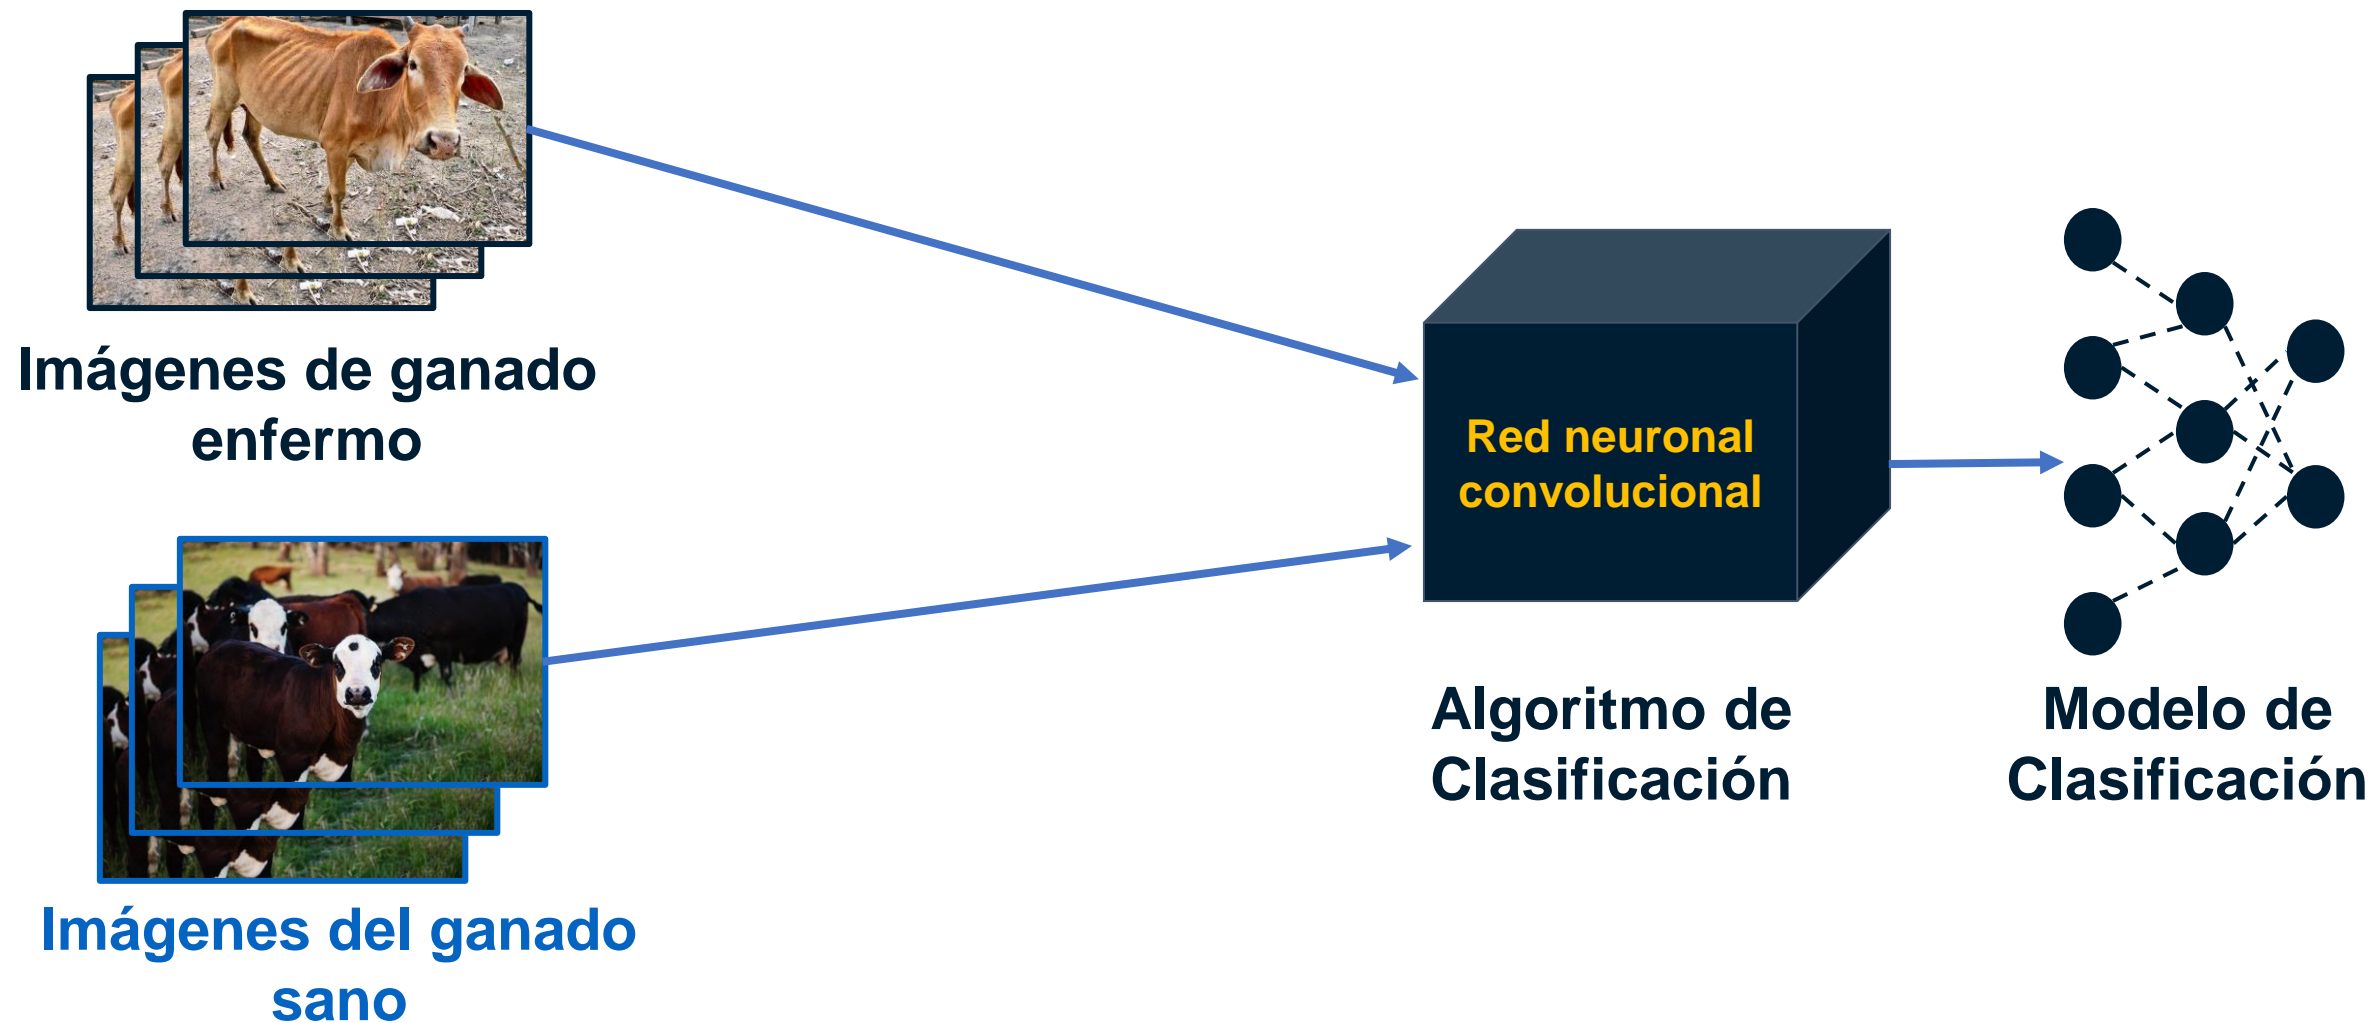 Imágenes de ganado
enfermo
Red neuronal
convolucional
Algoritmo de
Clasificación
Modelo de
Clasificación
Imágenes del ganado
sano